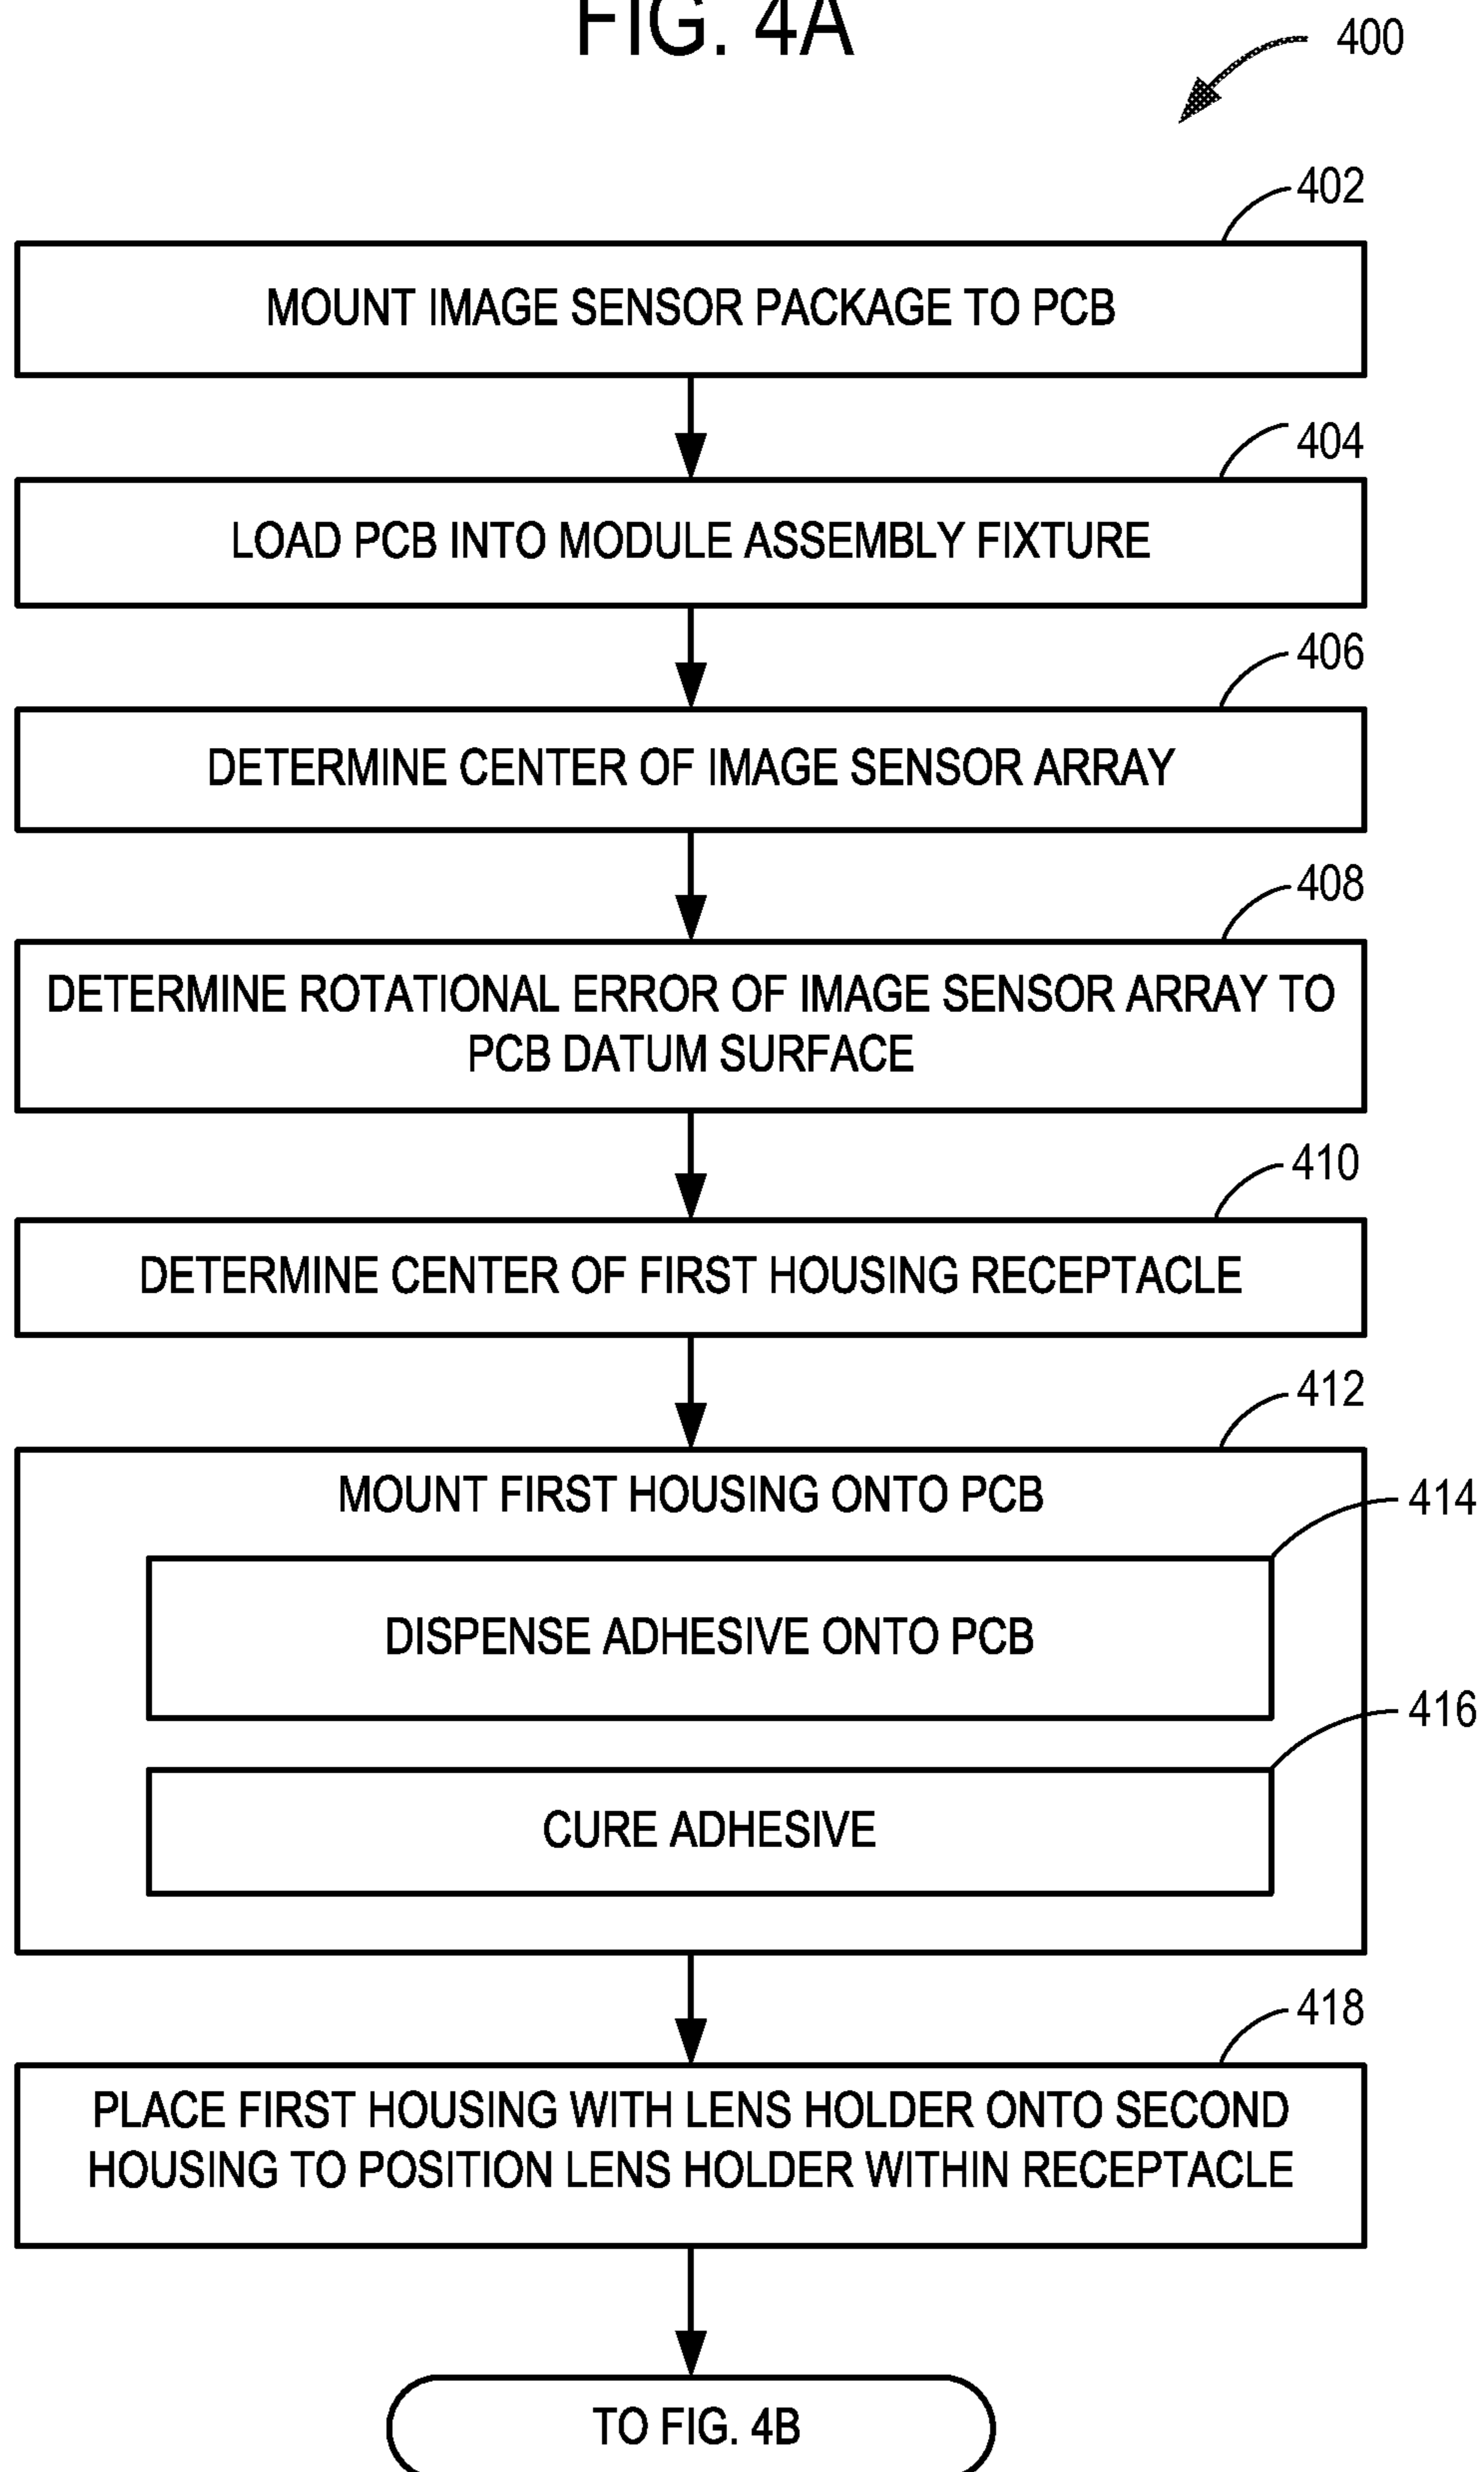 FIG. 4A
400
402
MOUNT IMAGE SENSOR PACKAGE TO PCB
404
LOAD PCB INTO MODULE ASSEMBLY FIXTURE
406
DETERMINE CENTER OF IMAGE SENSOR ARRAY
408
DETERMINE ROTATIONAL ERROR OF IMAGE SENSOR ARRAY TO
PCB DATUM SURFACE
410
DETERMINE CENTER OF FIRST HOUSING RECEPTACLE
412
MOUNT FIRST HOUSING ONTO PCB
414
DISPENSE ADHESIVE ONTO PCB
416
CURE ADHESIVE
418
PLACE FIRST HOUSING WITH LENS HOLDER ONTO SECOND
HOUSING TO POSITION LENS HOLDER WITHIN RECEPTACLE
TO FIG. 4B